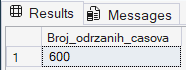 Results Messages
Broj_odrzanih_casova
1 600